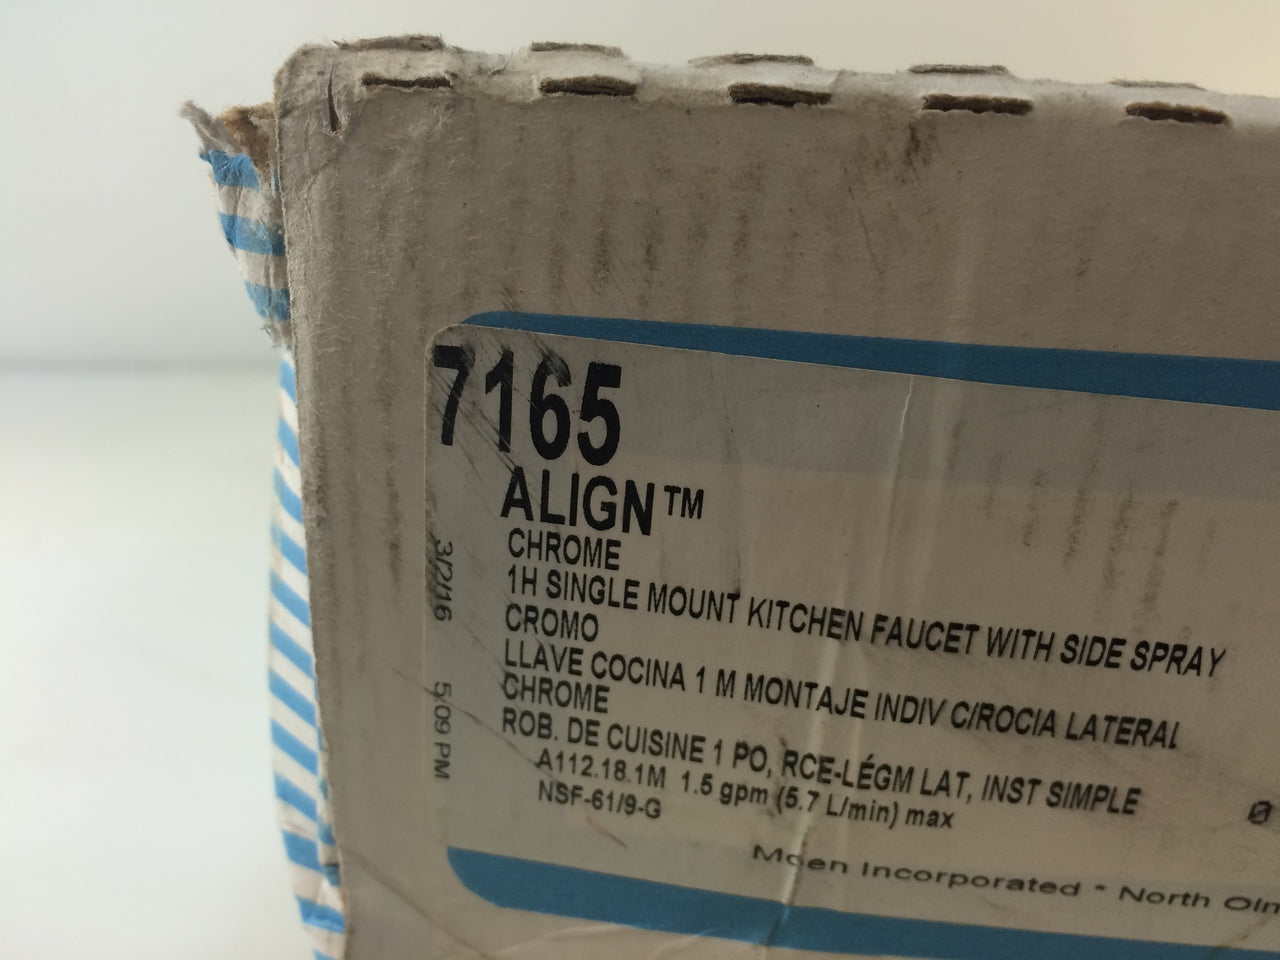 7165
ALIGN™
CHROME
1H SINGLE MOUNT KITCHEN FAUCET WITH SIDE SPRAY
CROMO
LLAVE COCINA 1 M MONTAJE INDIV C/ROCIA LATERAL
CHROME
ROB. DE CUISINE 1 PO, RCE-LÉGM LAT, INST SIMPLE
A112.18.1M 1.5 gpm (5.7 L/min) max
NSF-61/9-G
Ø
Moen Incorporated * North Olm
3/2/16 5:09 PM